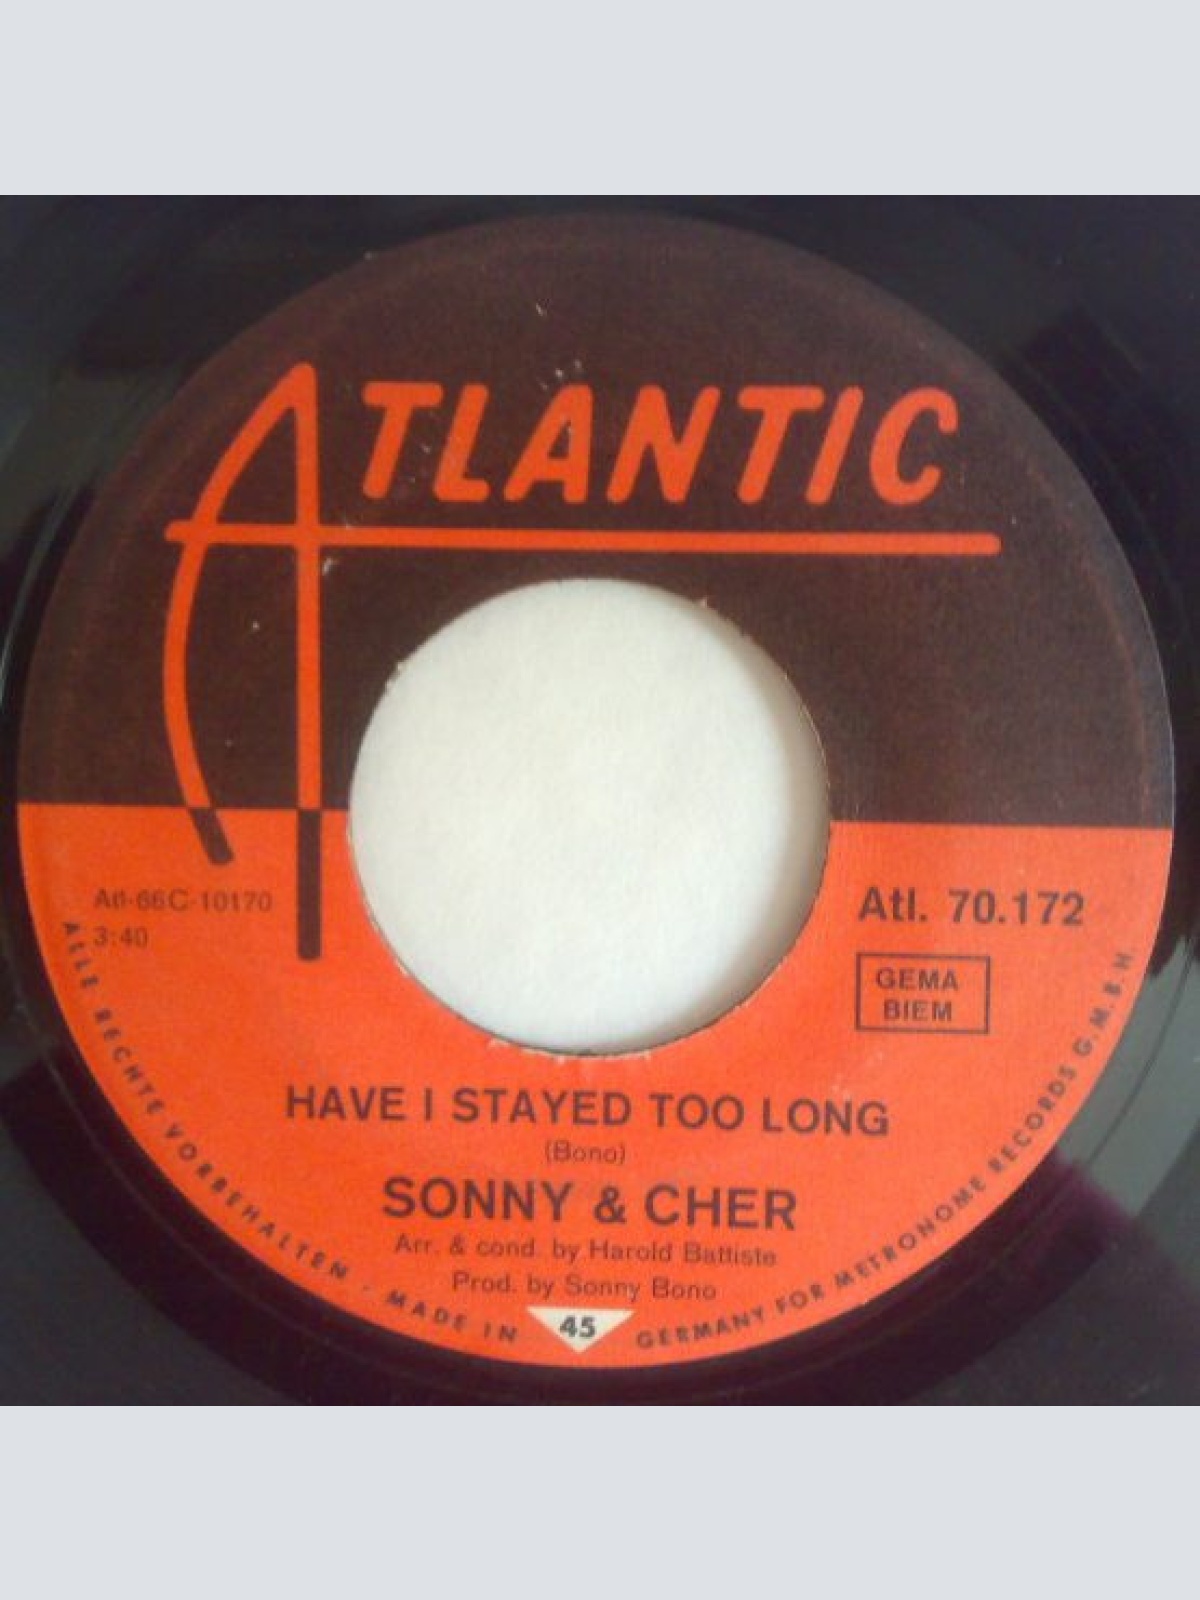 ATLANTIC
Atl-66C-10170
3:40
Atl. 70.172
GEMA
BIEM
HAVE I STAYED TOO LONG
(Bono)
SONNY & CHER
Arr. & cond. by Harold Battiste
Prod. by Sonny Bono
45
ALLE RECHTE VORBEHALTEN - MADE IN GERMANY FOR METRONOME RECORDS G.M.B.H.